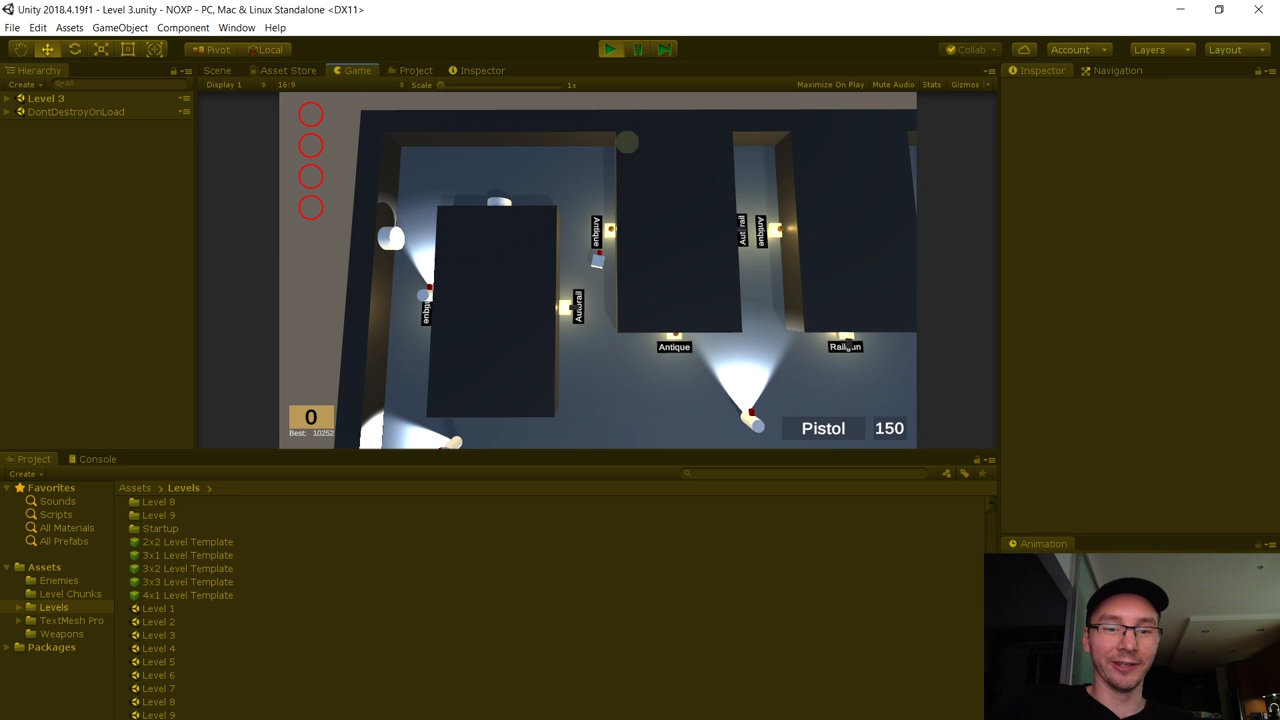 Unity 2018.4.19f1 - Level 3.unity - NOXP - PC, Mac & Linux Standalone <DX11>
File Edit Assets GameObject Component Window Help
Pivot Local Collab Account Layers Layout
Hierarchy Scene Asset Store Game Project Inspector Inspector Navigation
Create All Display 1 16:9 Scale 1x Maximize On Play Mute Audio Stats Gizmos
Level 3
DontDestroyOnLoad
Antique
Antique
Autorail
Antique
Railgun
0
Best: 10252
Pistol 150
Project Console
Create
Favorites
Sounds
Scripts
All Materials
All Prefabs
Assets
Enemies
Level Chunks
Levels
TextMesh Pro
Weapons
Packages
Assets > Levels >
Level 8
Level 9
Startup
2x2 Level Template
3x1 Level Template
3x2 Level Template
3x3 Level Template
4x1 Level Template
Level 1
Level 2
Level 3
Level 4
Level 5
Level 6
Level 7
Level 8
Level 9
Animation